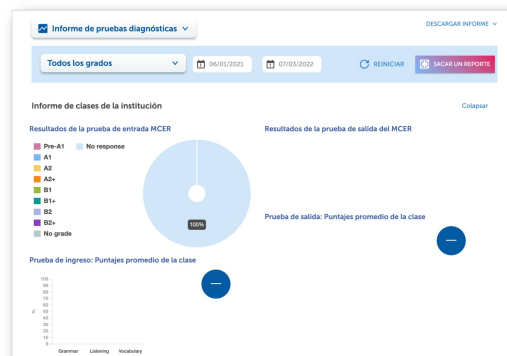 Informe de pruebas diagnósticas
DESCARGAR INFORME
Todos los grados
06/01/2021
07/03/2022
REINICIAR
SACAR UN REPORTE
Informe de clases de la institución
Colapsar
Resultados de la prueba de entrada MCER
Resultados de la prueba de salida del MCER
Pre-A1
No response
A1
A2
A2+
B1
B1+
B2
B2+
No grade
100%
Prueba de salida: Puntajes promedio de la clase
Prueba de ingreso: Puntajes promedio de la clase
100
90
80
70
60
50
40
30
20
10
0
%
Grammar Listening Vocabulary